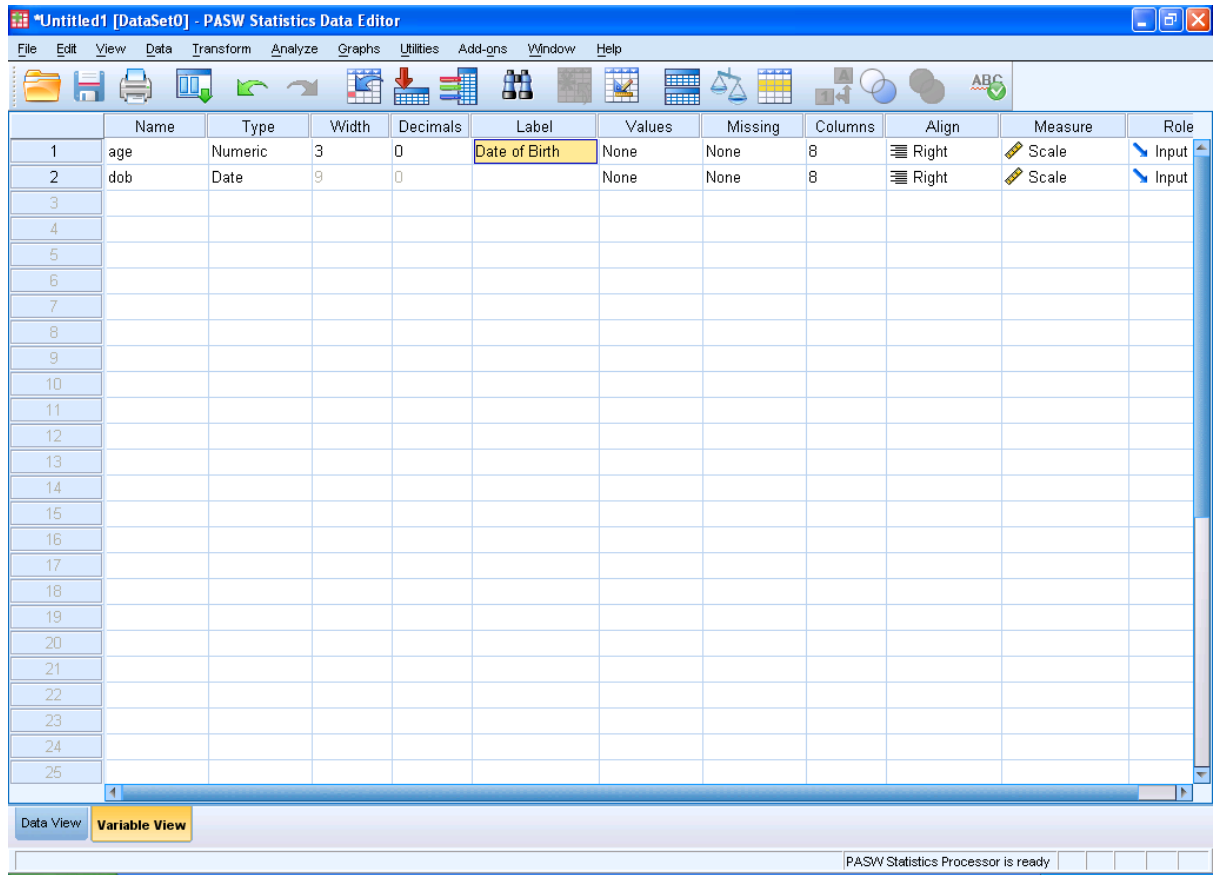 *Untitled1 [DataSet0] - PASW Statistics Data Editor
File Edit View Data Transform Analyze Graphs Utilities Add-ons Window Help
A
1
ABC
Name Type Width Decimals Label Values Missing Columns Align Measure Role
1 age Numeric 3 0 Date of Birth None None 8 Right Scale Input
2 dob Date 9 0 None None 8 Right Scale Input
3
4
5
6
7
8
9
10
11
12
13
14
15
16
17
18
19
20
21
22
23
24
25
Data View Variable View
PASW Statistics Processor is ready